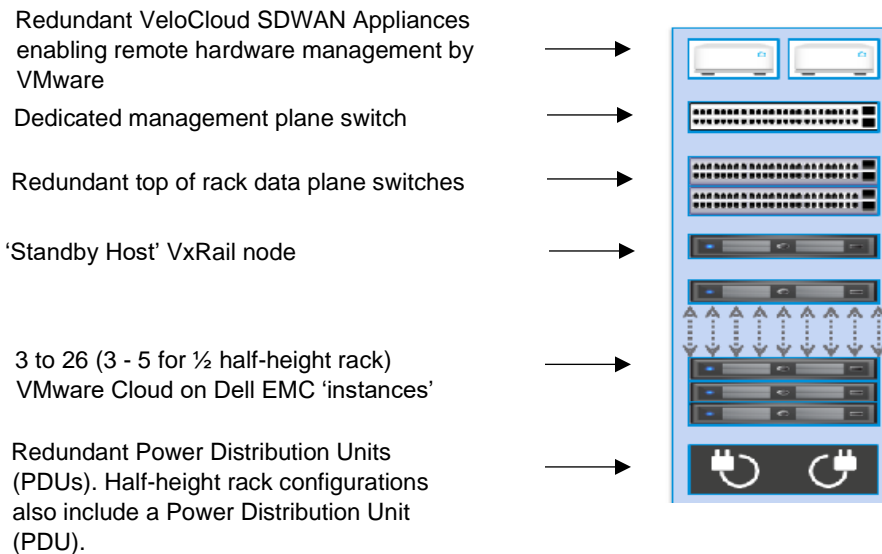 Redundant VeloCloud SDWAN Appliances
enabling remote hardware management by
VMware
Dedicated management plane switch
Redundant top of rack data plane switches
‘Standby Host’ VxRail node
3 to 26 (3 - 5 for ½ half-height rack)
VMware Cloud on Dell EMC ‘instances’
Redundant Power Distribution Units
(PDUs). Half-height rack configurations
also include a Power Distribution Unit
(PDU).